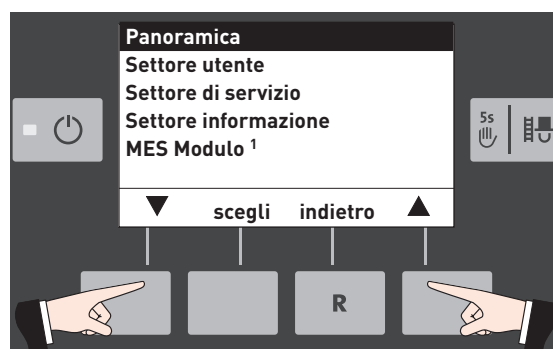 Panoramica
Settore utente
Settore di servizio
Settore informazione
MES Modulo 1
5s
▼ scegli indietro ▲
R